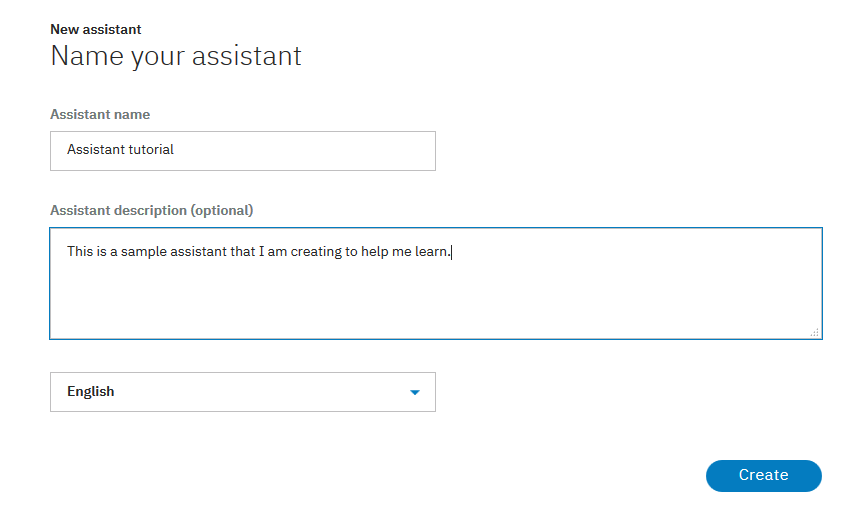 New assistant
Name your assistant
Assistant name
Assistant tutorial
Assistant description (optional)
This is a sample assistant that I am creating to help me learn.
English
Create